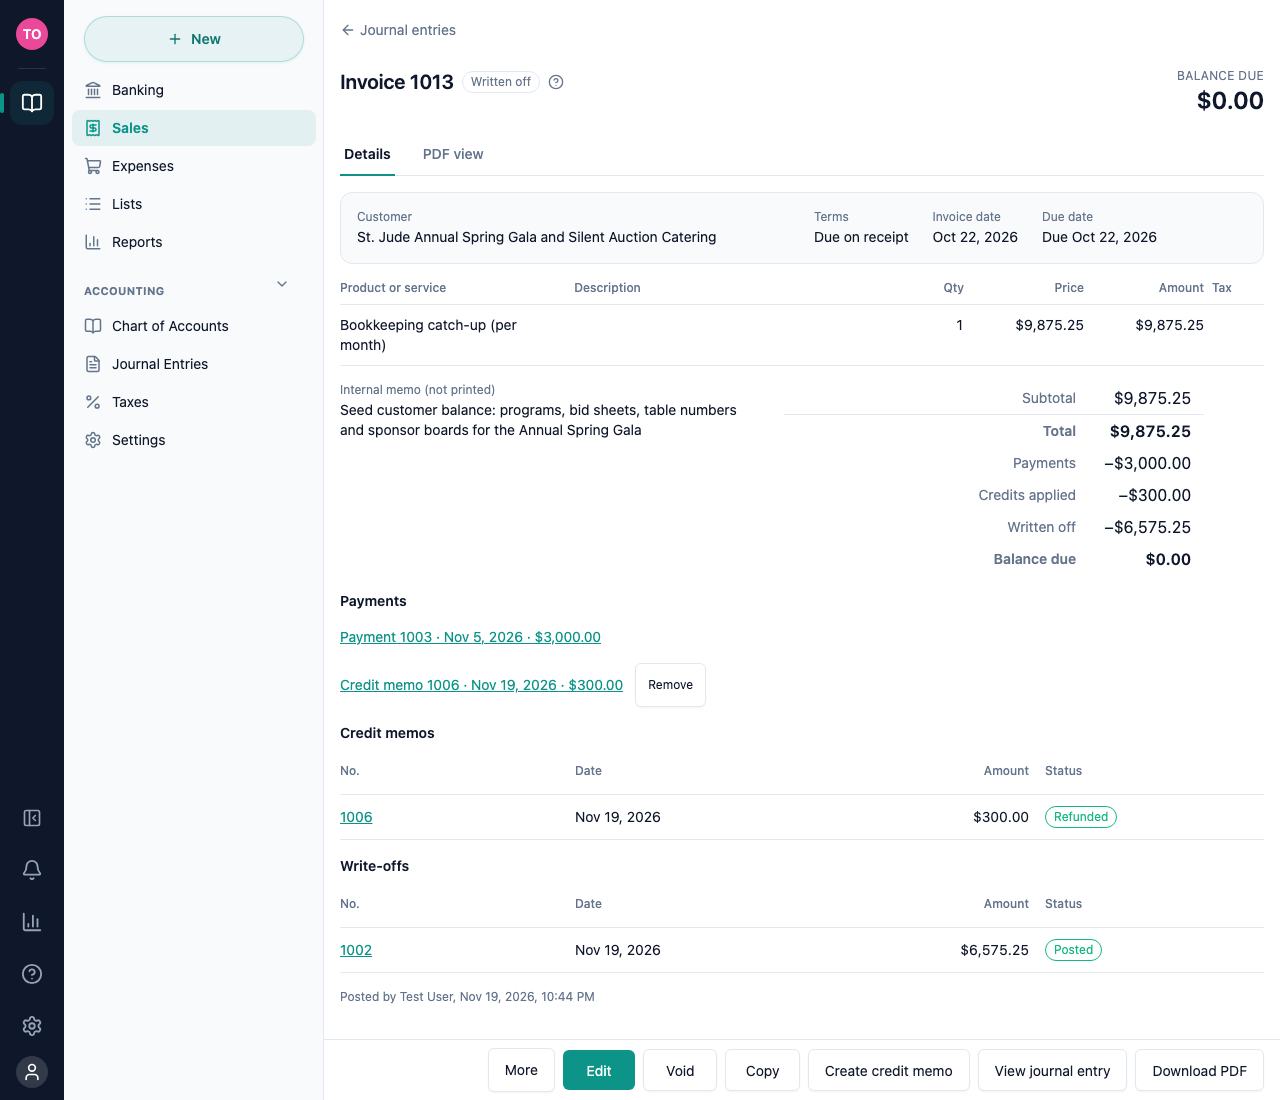 TO
New
Banking
Sales
Expenses
Lists
Reports
ACCOUNTING
Chart of Accounts
Journal Entries
Taxes
Settings
Journal entries
Invoice 1013 Written off
BALANCE DUE
$0.00
Details PDF view
Customer Terms Invoice date Due date
St. Jude Annual Spring Gala and Silent Auction Catering Due on receipt Oct 22, 2026 Due Oct 22, 2026
Product or service Description Qty Price Amount Tax
Bookkeeping catch-up (per 1 $9,875.25 $9,875.25
month)
Internal memo (not printed)
Seed customer balance: programs, bid sheets, table numbers
and sponsor boards for the Annual Spring Gala
Subtotal $9,875.25
Total $9,875.25
Payments –$3,000.00
Credits applied –$300.00
Written off –$6,575.25
Balance due $0.00
Payments
Payment 1003 · Nov 5, 2026 · $3,000.00
Credit memo 1006 · Nov 19, 2026 · $300.00 Remove
Credit memos
No. Date Amount Status
1006 Nov 19, 2026 $300.00 Refunded
Write-offs
No. Date Amount Status
1002 Nov 19, 2026 $6,575.25 Posted
Posted by Test User, Nov 19, 2026, 10:44 PM
More Edit Void Copy Create credit memo View journal entry Download PDF